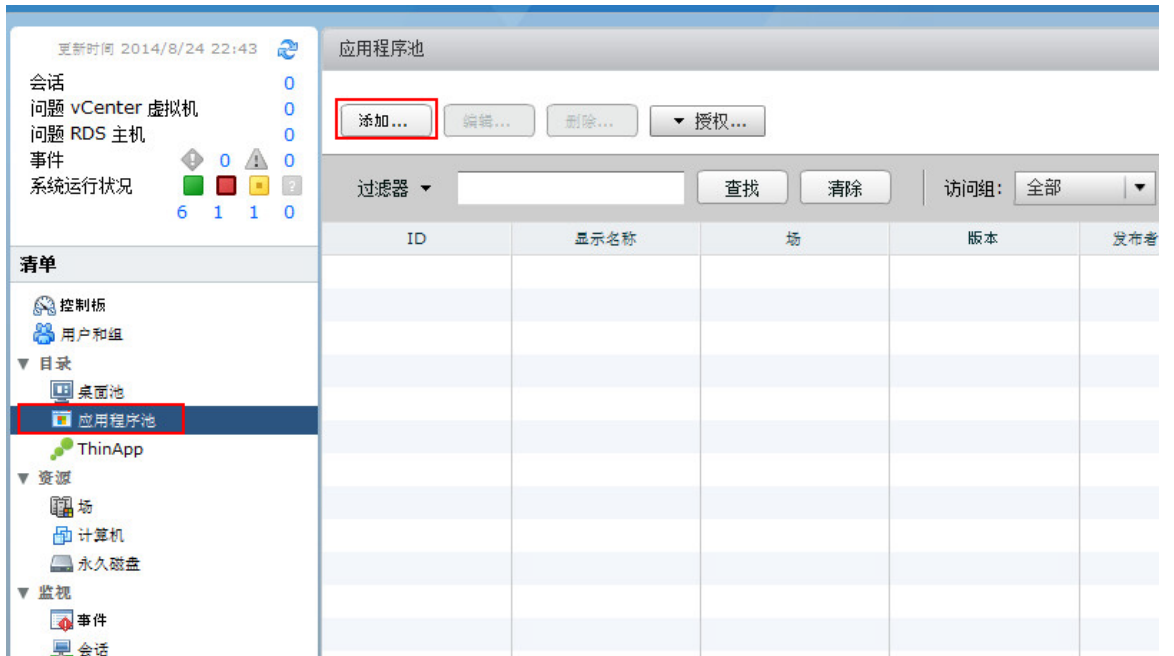 更新时间 2014/8/24 22:43
会话 0
问题 vCenter 虚拟机 0
问题 RDS 主机 0
事件 0 0
系统运行状况 ?
6 1 1 0
清单
控制板
用户和组
目录
桌面池
应用程序池
ThinApp
资源
场
计算机
永久磁盘
监视
事件
会话
应用程序池
添加... 编辑... 删除... 授权...
过滤器 查找 清除 访问组: 全部
ID 显示名称 场 版本 发布者